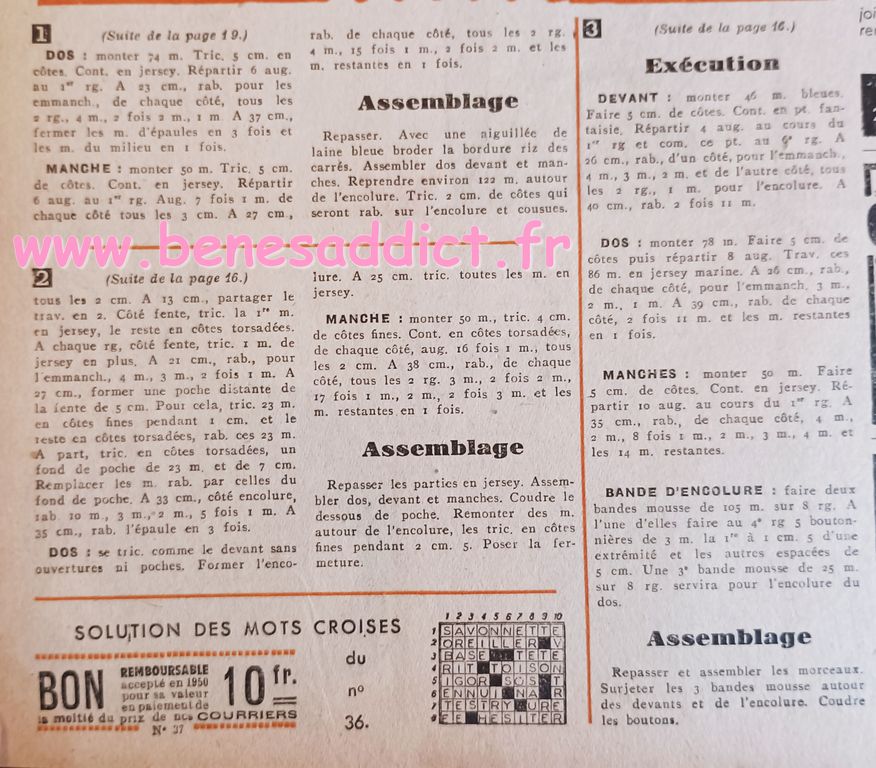 1
(Suite de la page 19.)
DOS : monter 74 m. Tric. 5 cm. en
côtes. Cont. en jersey. Répartir 6 aug.
au 1er rg. A 23 cm., rab. pour les
emmanch., de chaque côté, tous les
2 rg., 4 m., 2 fois 2 m., 1 m. A 37 cm.,
fermer les m. d'épaules en 3 fois et
les m. du milieu en 1 fois.
MANCHE : monter 50 m. Tric. 5 cm.
de côtes. Cont. en jersey. Répartir
6 aug. au 1er rg. Aug. 7 fois 1 m. de
chaque côté tous les 3 cm. A 27 cm.,
rab. de chaque côté, tous les 2 rg.
4 m., 15 fois 1 m., 2 fois 2 m. et les
m. restantes en 1 fois.
Assemblage
Repasser. Avec une aiguillée de
laine bleue broder la bordure riz des
carrés. Assembler dos devant et man-
ches. Reprendre environ 122 m. autour
de l'encolure. Tric. 2 cm. de côtes qui
seront rab. sur l'encolure et cousues.
www.benesaddict.fr
2
(Suite de la page 16.)
tous les 2 cm. A 13 cm., partager le
trav. en 2. Côté fente, tric. la 1re m.
en jersey, le reste en côtes torsadées.
A chaque rg, côté fente, tric. 1 m. de
jersey en plus. A 21 cm., rab., pour
l'emmanch., 4 m., 3 m., 2 fois 1 m. A
27 cm., former une poche distante de
la fente de 5 cm. Pour cela, tric. 23 m.
en côtes fines pendant 1 cm. et le
reste en côtes torsadées, rab. ces 23 m.
A part, tric. en côtes torsadées, un
fond de poche de 23 m. et de 7 cm.
Remplacer les m. rab. par celles du
fond de poche. A 33 cm., côté encolure,
rab. 10 m., 3 m., 2 m., 5 fois 1 m. A
35 cm., rab. l'épaule en 3 fois.
DOS : se tric. comme le devant sans
ouvertures ni poches. Former l'enco-
lure. A 25 cm. tric. toutes les m. en
jersey.
MANCHE : monter 50 m., tric. 4 cm.
de côtes fines. Cont. en côtes torsadées,
de chaque côté, aug. 16 fois 1 m., tous
les 2 cm. A 38 cm., rab., de chaque
côté, tous les 2 rg. 3 m., 2 fois 2 m.,
17 fois 1 m., 2 m., 2 fois 3 m. et les
m. restantes en 1 fois.
Assemblage
Repasser les parties en jersey. Assem-
bler dos, devant et manches. Coudre le
dessous de poche. Remonter des m.
autour de l'encolure, les tric. en côtes
fines pendant 2 cm. 5. Poser la fer-
meture.
3
(Suite de la page 16.)
Exécution
DEVANT : monter 46 m. bleues.
Faire 5 cm. de côtes. Cont. en pt. fan-
taisie. Répartir 4 aug. au cours du
1er rg et com. ce pt. au rg. A
26 cm., rab., d'un côté, pour l'emmanch.,
4 m., 3 m., 2 m. et de l'autre côté, tous
les 2 rg., 1 m. pour l'encolure. A
40 cm., rab. 2 fois 11 m.
DOS : monter 78 m. Faire 5 cm. de
côtes puis répartir 8 aug. Trav. ces
86 m. en jersey marine. A 26 cm., rab.,
de chaque côté, pour l'emmanch., 3 m.,
2 m., 1 m. A 39 cm., rab. de chaque
côté, 2 fois 11 m. et les m. restantes
en 1 fois.
MANCHES : monter 50 m. Faire
5 cm. de côtes. Cont. en jersey. Ré-
partir 10 aug. au cours du 1er rg. A
35 cm., rab., de chaque côté, 4 m.,
2 m., 8 fois 1 m., 2 m., 3 m., 4 m. et
les 14 m. restantes.
BANDE D'ENCOLURE : faire deux
bandes mousse de 105 m. sur 8 rg. A
l'une d'elles faire au 4e rg 5 bouton-
nières de 3 m. la 1re à 1 cm. 5 d'une
extrémité et les autres espacées de
5 cm. Une 3e bande mousse de 25 m.
sur 8 rg. servira pour l'encolure du
dos.
Assemblage
Repasser et assembler les morceaux.
Surjeter les 3 bandes mousse autour
des devants et de l'encolure. Coudre
les boutons.
SOLUTION DES MOTS CROISES
du
n°
36.
BON
REMBOURSABLE
accepté en 1950
pour sa valeur
en paiement de
10 fr.
la moitié du prix de nos COURRIERS
N° 37
1 2 3 4 5 6 7 8 9 10
1 SAVONNETTE
2 OREILLER V
3 BASE TETE
4 RIT TOISON
5 IGOR SOS T
6 ENNUI NA R
7 TESTRY URE
8 EE HESITER
joi